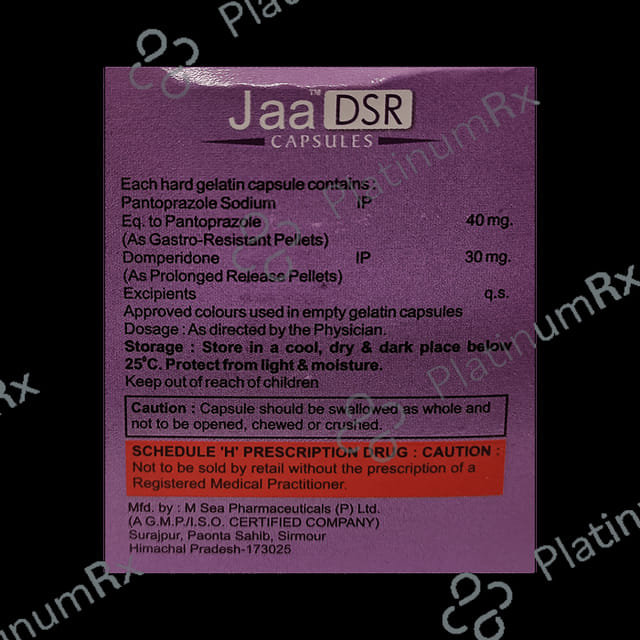 Jaa™ DSR
CAPSULES
Each hard gelatin capsule contains :
Pantoprazole Sodium IP
Eq. to Pantoprazole 40 mg.
(As Gastro-Resistant Pellets)
Domperidone IP 30 mg.
(As Prolonged Release Pellets)
Excipients q.s.
Approved colours used in empty gelatin capsules
Dosage : As directed by the Physician.
Storage : Store in a cool, dry & dark place below
25°C. Protect from light & moisture.
Keep out of reach of children
Caution : Capsule should be swallowed as whole and
not to be opened, chewed or crushed.
SCHEDULE 'H' PRESCRIPTION DRUG : CAUTION :
Not to be sold by retail without the prescription of a
Registered Medical Practitioner.
Mfd. by : M Sea Pharmaceuticals (P) Ltd.
(A G.M.P/I.S.O. CERTIFIED COMPANY)
Surajpur, Paonta Sahib, Sirmour
Himachal Pradesh-173025
PlatinumRx
PlatinumRx
PlatinumRx
Platinum